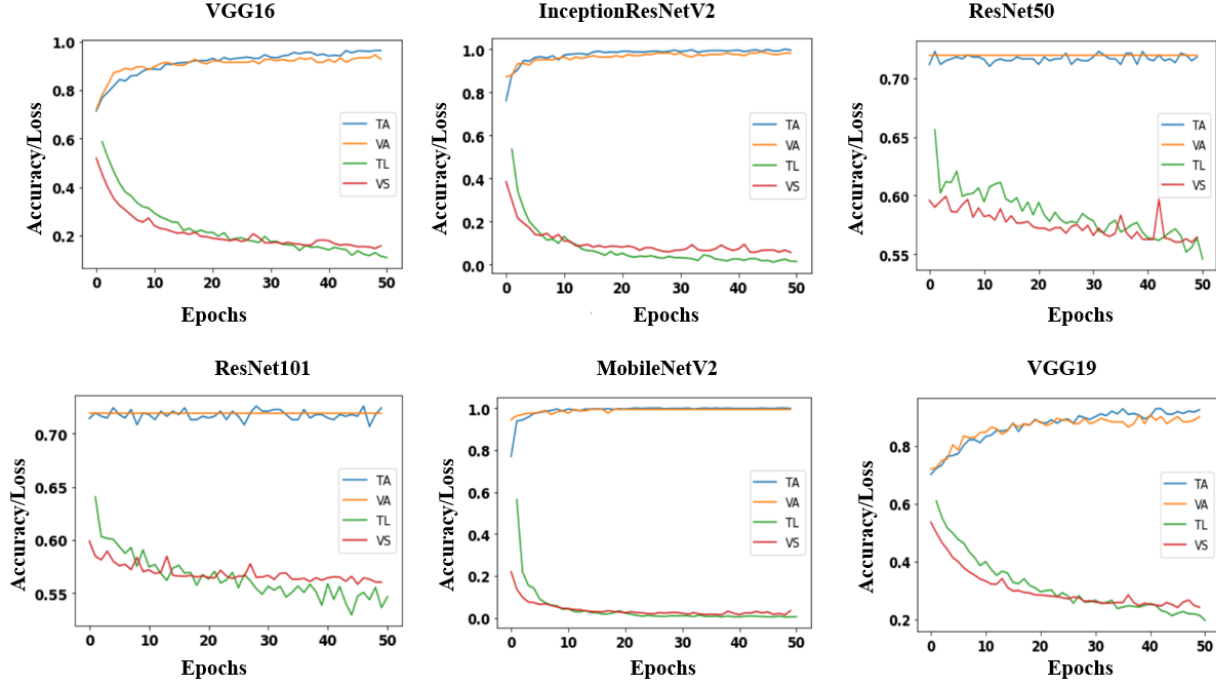 VGG16
InceptionResNetV2
ResNet50
Accuracy/Loss
1.0
0.8
0.6
0.4
0.2
0 10 20 30 40 50
TA
VA
TL
VS
Epochs
Accuracy/Loss
1.0
0.8
0.6
0.4
0.2
0.0
0 10 20 30 40 50
TA
VA
TL
VS
Epochs
Accuracy/Loss
0.70
0.65
0.60
0.55
0 10 20 30 40 50
TA
VA
TL
VS
Epochs
ResNet101
MobileNetV2
VGG19
Accuracy/Loss
0.70
0.65
0.60
0.55
0 10 20 30 40 50
TA
VA
TL
VS
Epochs
Accuracy/Loss
1.0
0.8
0.6
0.4
0.2
0.0
0 10 20 30 40 50
TA
VA
TL
VS
Epochs
Accuracy/Loss
0.8
0.6
0.4
0.2
0 10 20 30 40 50
TA
VA
TL
VS
Epochs